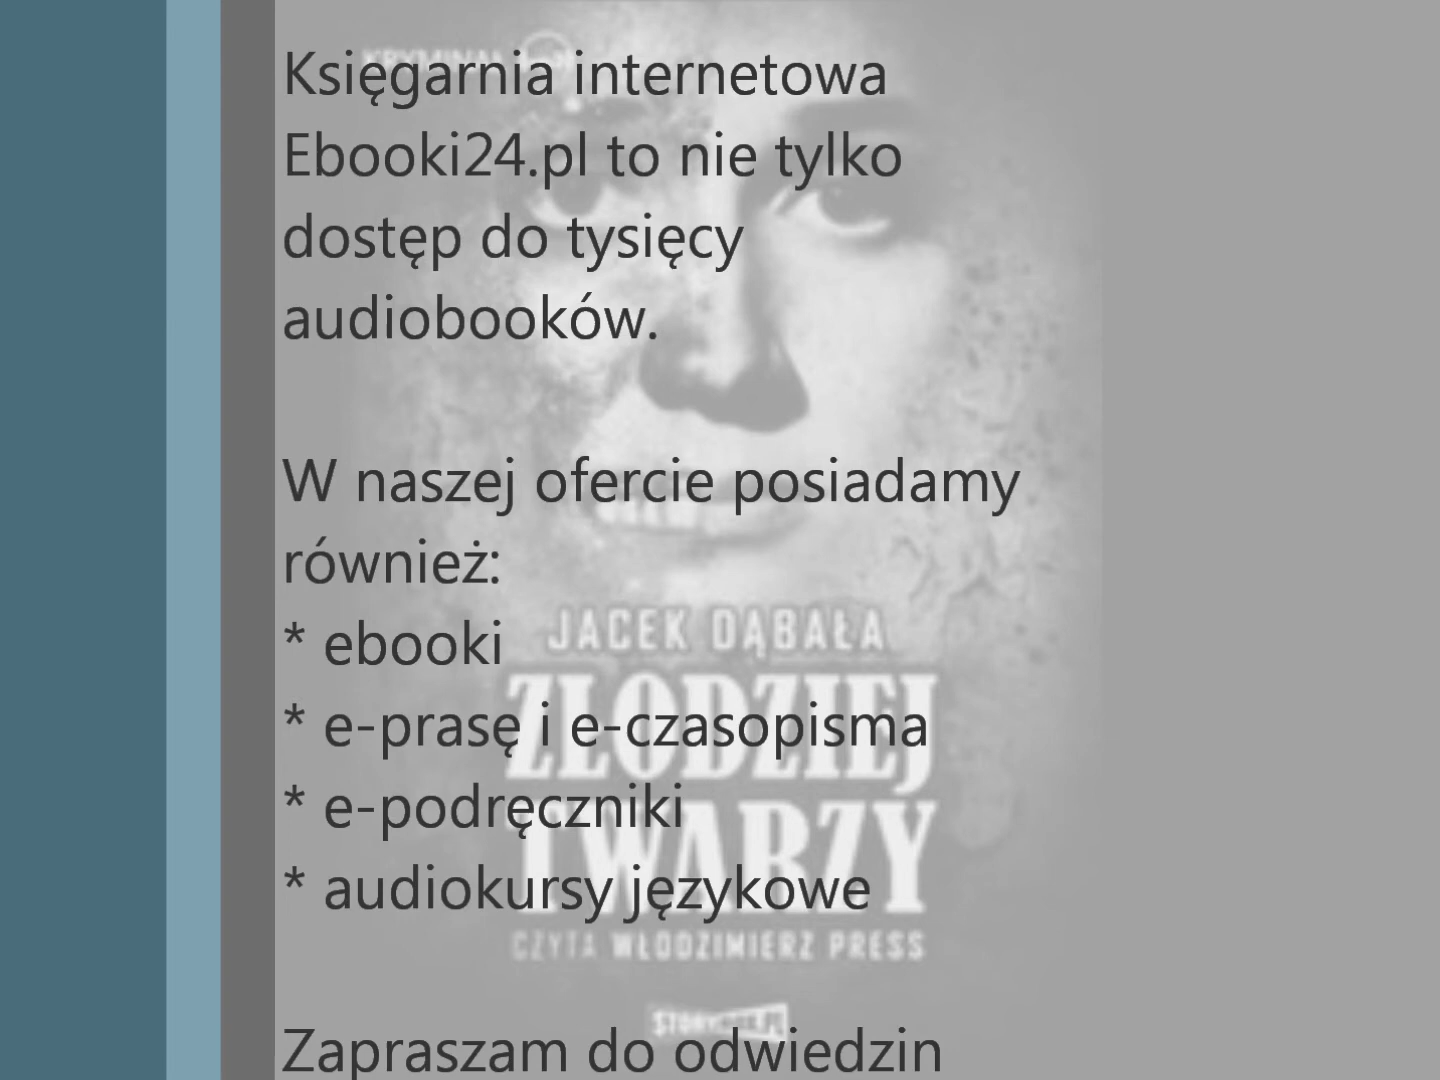 Księgarnia internetowa
Ebooki24.pl to nie tylko
dostęp do tysięcy
audiobooków.
W naszej ofercie posiadamy
również:
* ebooki
* e-prasę i e-czasopisma
* e-podręczniki
* audiokursy językowe
Zapraszam do odwiedzin
JACEK DĄBAŁA
ZŁODZIEJ
TWARZY
CZYTA WŁODZIMIERZ PRESS